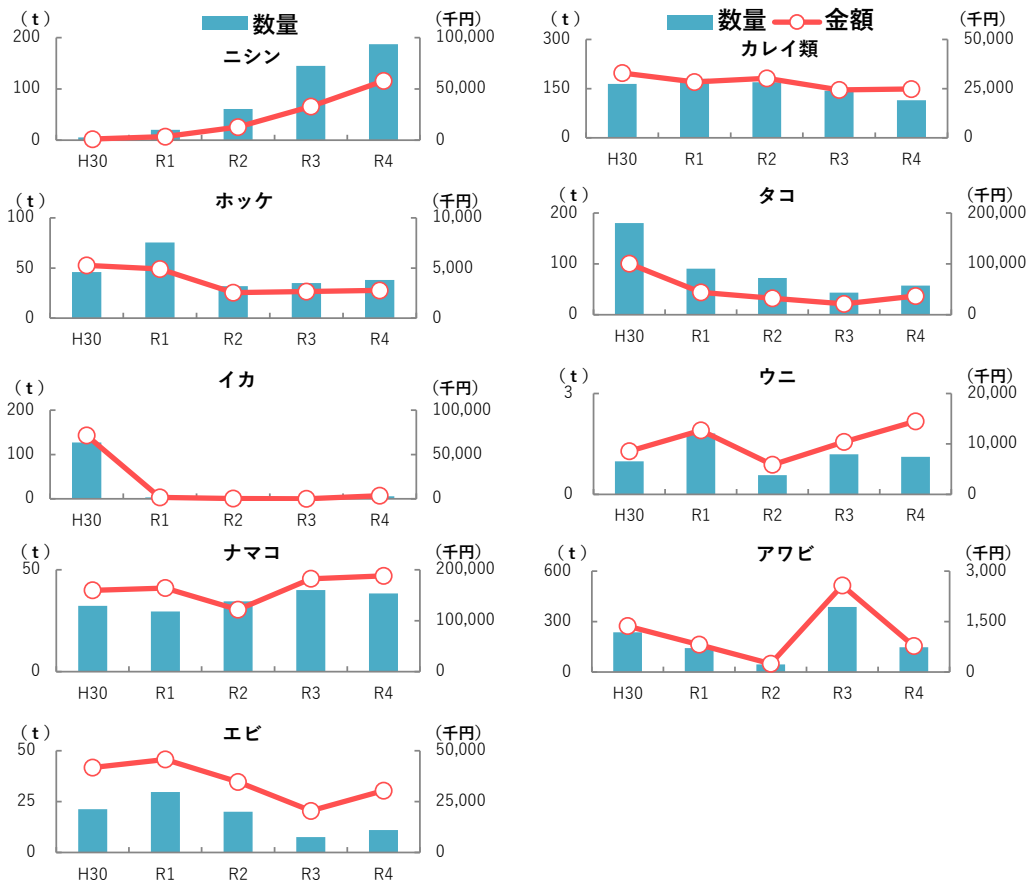 数量
数量 金額
（ｔ） ニシン （千円）
200 100,000
100 50,000
0 0
H30 R1 R2 R3 R4
（ｔ） カレイ類 （千円）
300 50,000
150 25,000
0 0
H30 R1 R2 R3 R4
（ｔ） ホッケ （千円）
100 10,000
50 5,000
0 0
H30 R1 R2 R3 R4
（ｔ） タコ （千円）
200 200,000
100 100,000
0 0
H30 R1 R2 R3 R4
（ｔ） イカ （千円）
200 100,000
100 50,000
0 0
H30 R1 R2 R3 R4
（ｔ） ウニ （千円）
3 20,000
10,000
0 0
H30 R1 R2 R3 R4
（ｔ） ナマコ （千円）
50 200,000
100,000
0 0
H30 R1 R2 R3 R4
（ｔ） アワビ （千円）
600 3,000
300 1,500
0 0
H30 R1 R2 R3 R4
（ｔ） エビ （千円）
50 50,000
25 25,000
0 0
H30 R1 R2 R3 R4